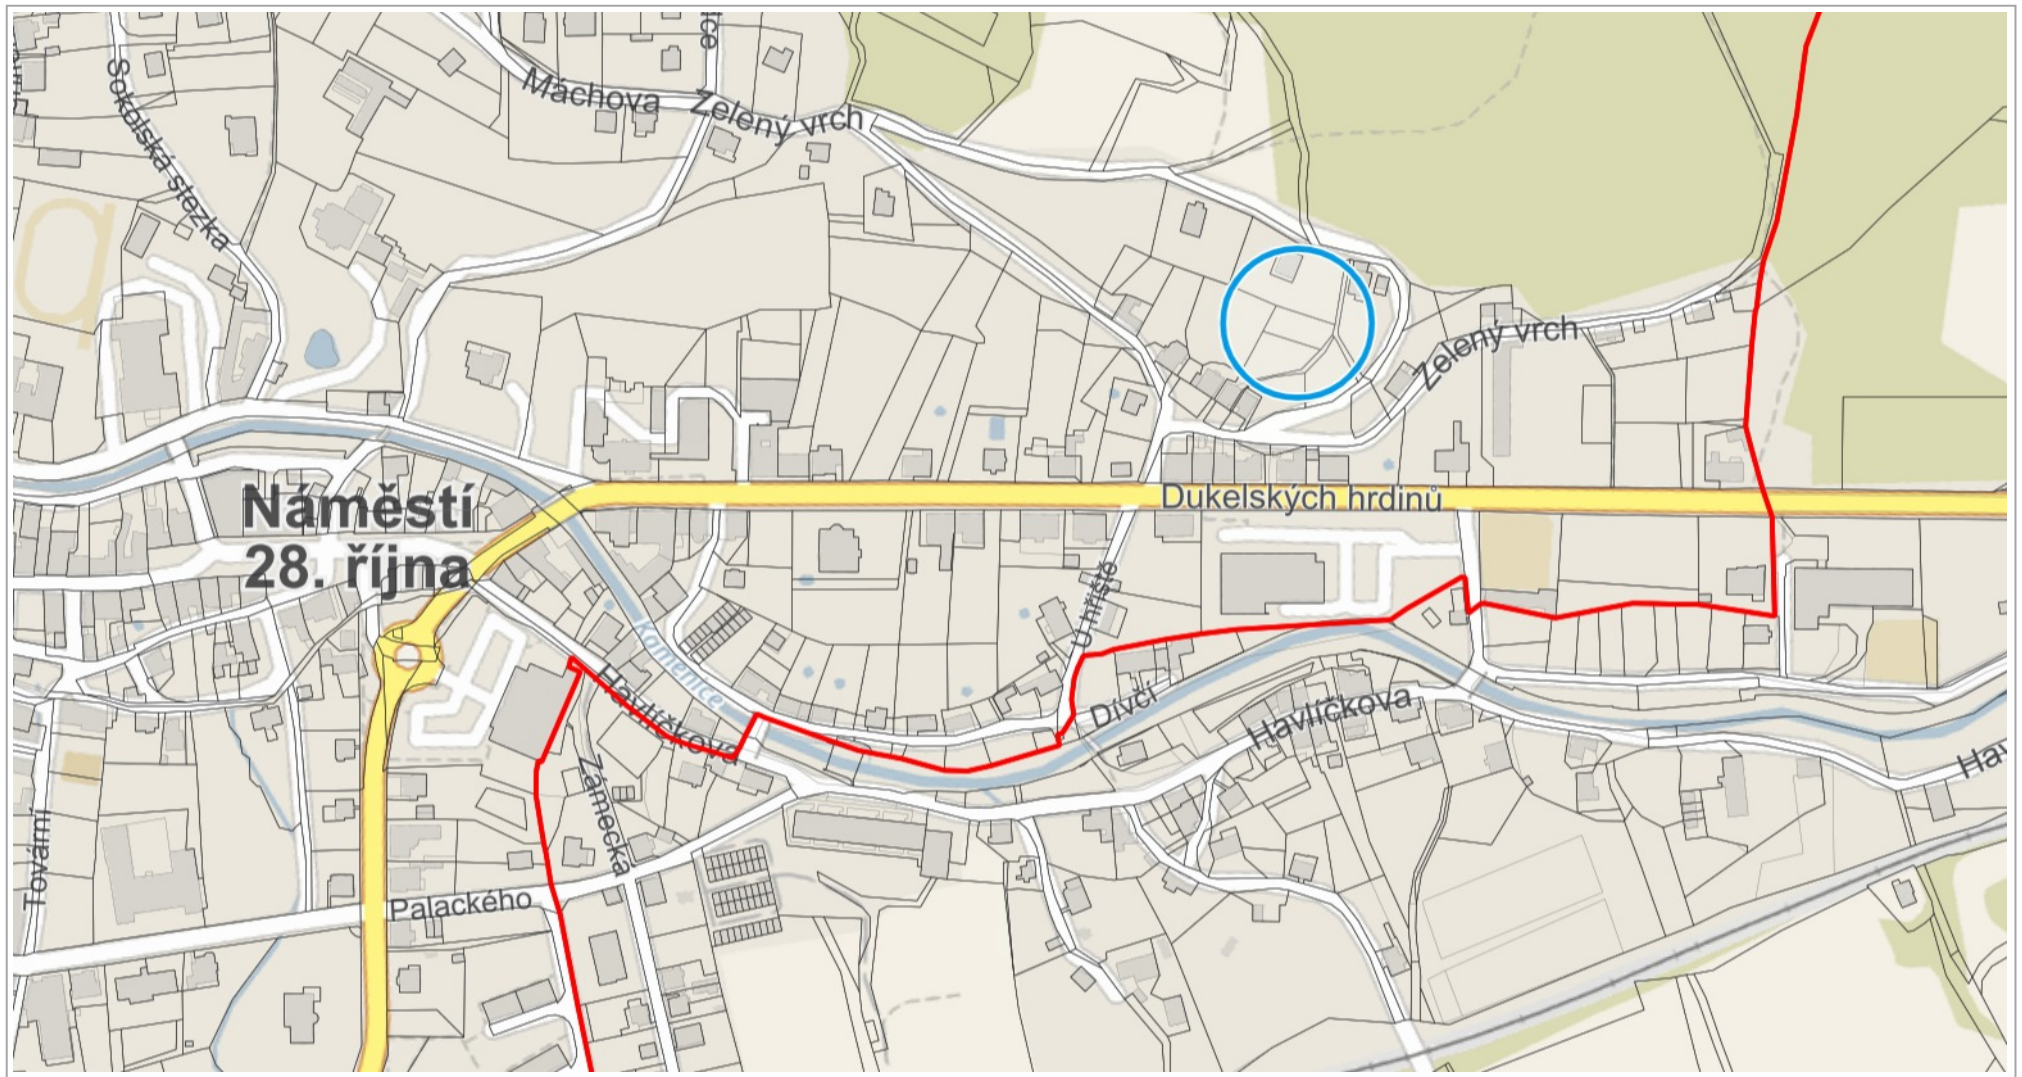 Sokolská stezka
Máchova
Zelený vrch
Zelený vrch
Náměstí
28. října
Dukelských hrdinů
U hřiště
Kamenice
Havlíčkova
Dívčí
Havlíčkova
Zámecká
Tovární
Palackého